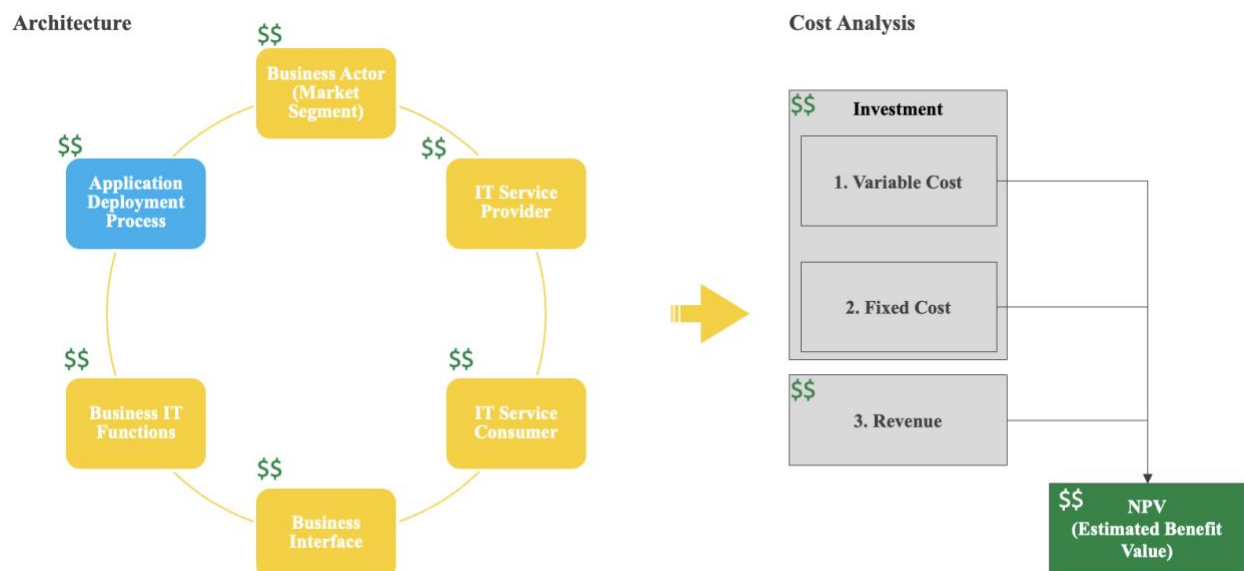 Architecture
$$
Business Actor
(Market
Segment)
$$
IT Service
Provider
$$
IT Service
Consumer
$$
Business
Interface
$$
Business IT
Functions
$$
Application
Deployment
Process
Cost Analysis
$$
Investment
1. Variable Cost
2. Fixed Cost
$$
3. Revenue
$$
NPV
(Estimated Benefit
Value)